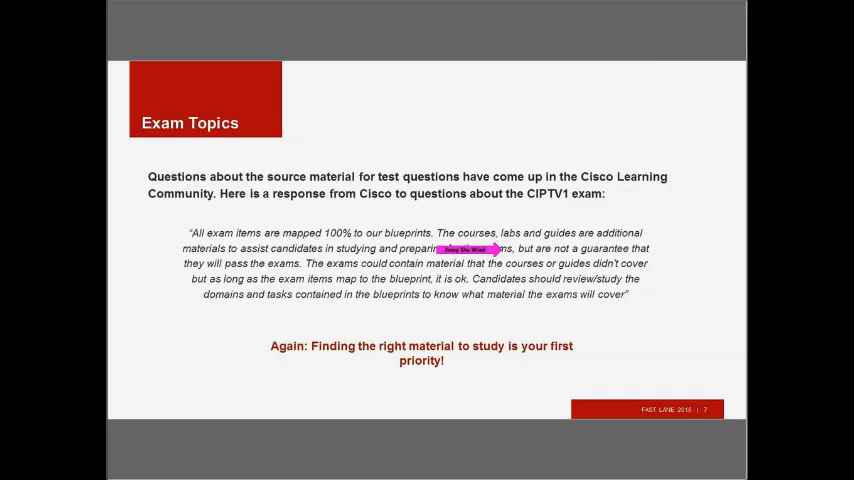 Exam Topics
Questions about the source material for test questions have come up in the Cisco Learning
Community. Here is a response from Cisco to questions about the CIPTV1 exam:
“All exam items are mapped 100% to our blueprints. The courses, labs and guides are additional
materials to assist candidates in studying and preparin ms, but are not a guarantee that
they will pass the exams. The exams could contain material that the courses or guides didn’t cover
but as long as the exam items map to the blueprint, it is ok. Candidates should review/study the
domains and tasks contained in the blueprints to know what material the exams will cover”
Again: Finding the right material to study is your first
priority!
FAST LANE 2016 | 7